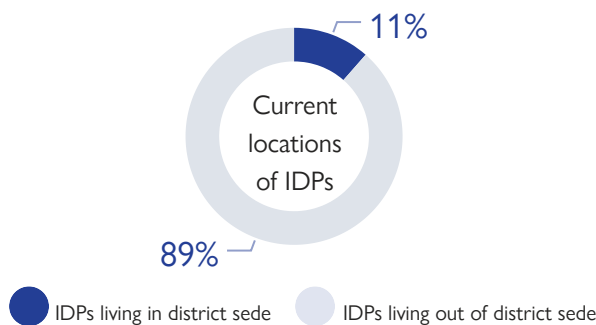 11%
Current
locations
of IDPs
89%
IDPs living in district sede
IDPs living out of district sede